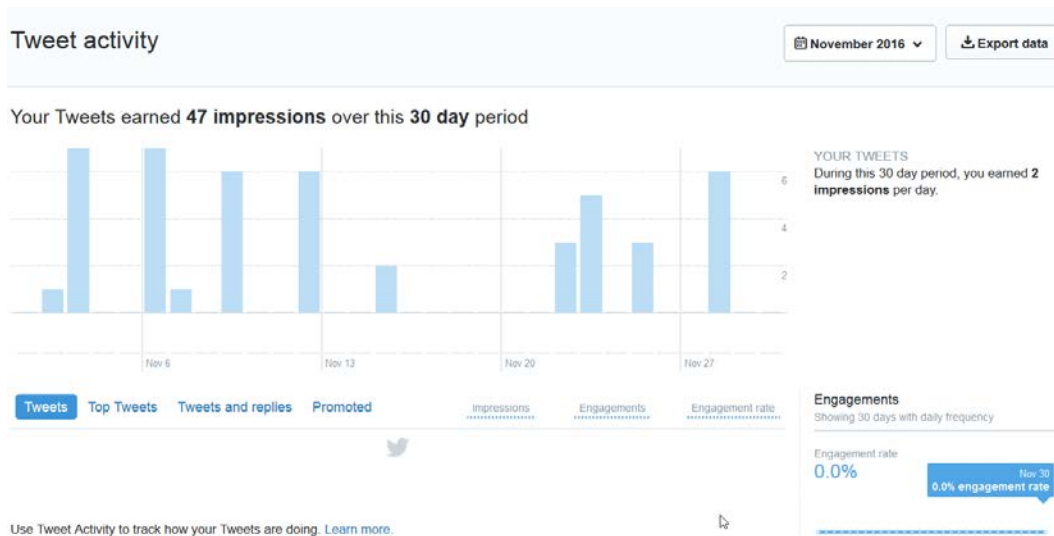 Tweet activity
November 2016
Export data
Your Tweets earned 47 impressions over this 30 day period
6
4
2
Nov 6
Nov 13
Nov 20
Nov 27
YOUR TWEETS
During this 30 day period, you earned 2
impressions per day.
Tweets
Top Tweets
Tweets and replies
Promoted
Impressions
Engagements
Engagement rate
Engagements
Showing 30 days with daily frequency
Engagement rate
0.0%
Nov 30
0.0% engagement rate
Use Tweet Activity to track how your Tweets are doing. Learn more.